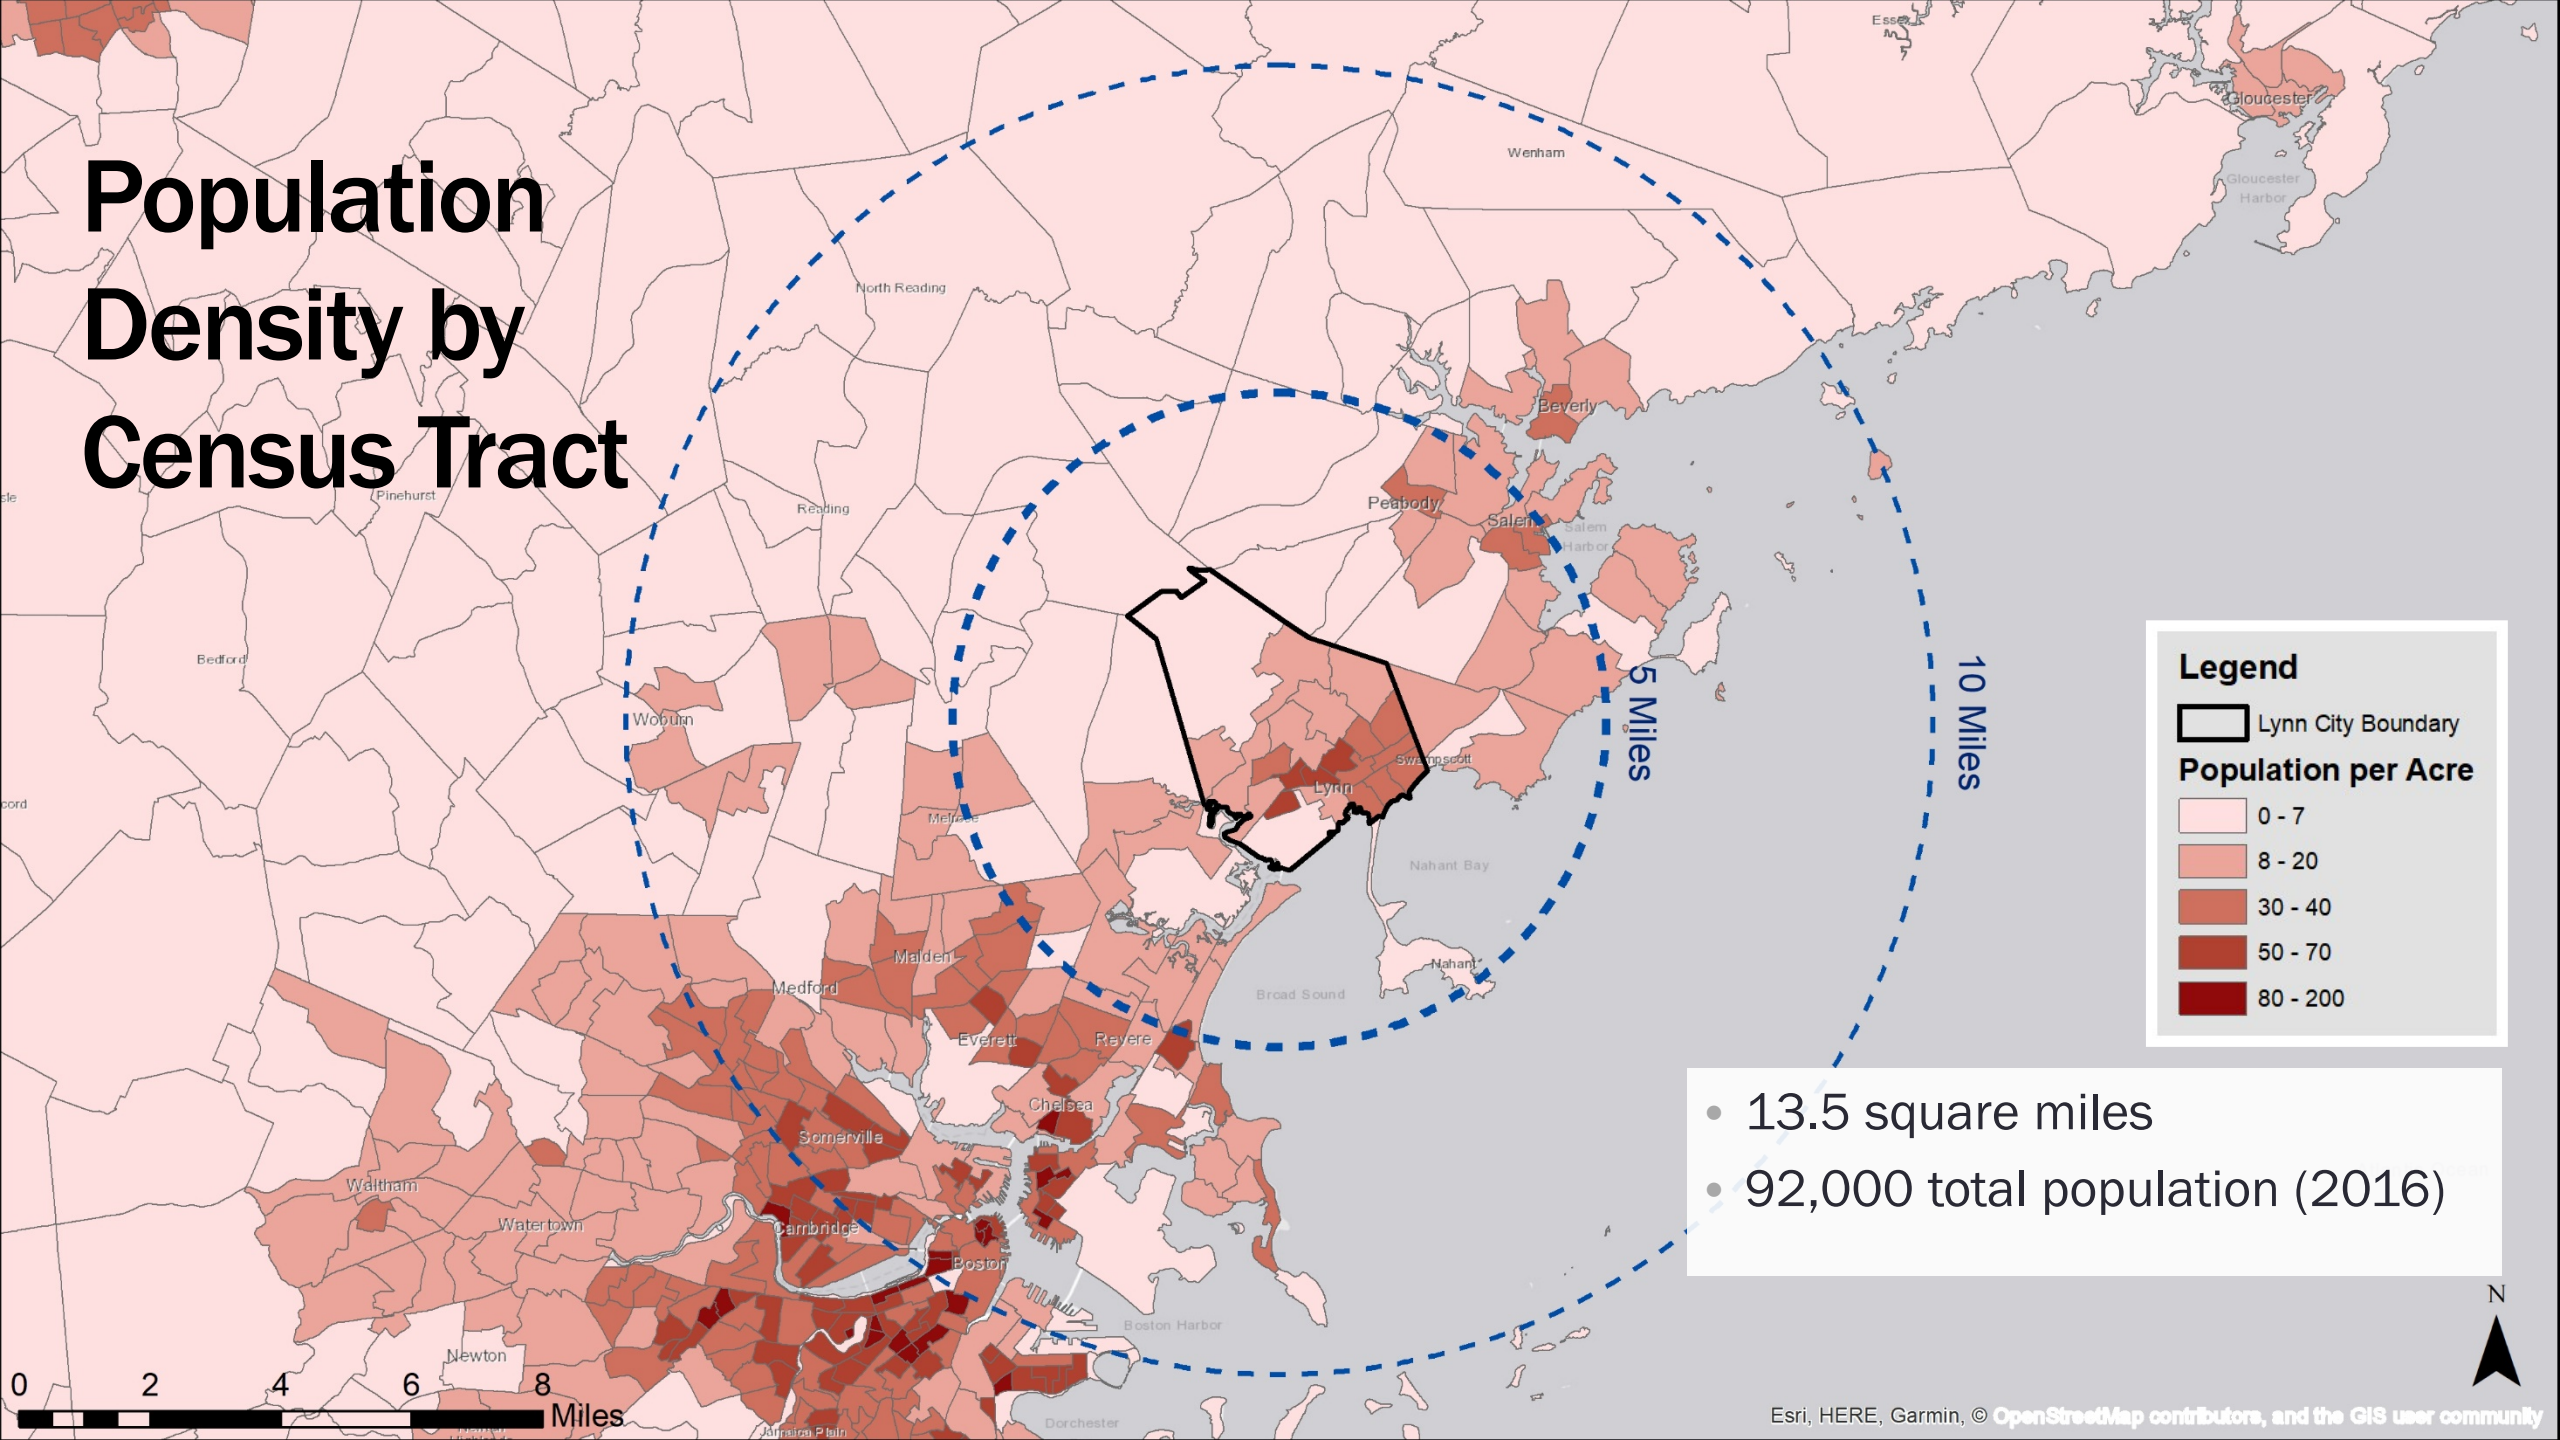 Population
Density by
Census Tract
Essex
Gloucester
Gloucester
Harbor
Wenham
North Reading
Beverly
Pinehurst
Reading
Peabody
Salem
Salem
Harbor
Bedford
Woburn
5 Miles
10 Miles
Swampscott
Lynn
Melrose
Nahant Bay
Malden
Nahant
Medford
Broad Sound
Everett
Revere
Chelsea
Somerville
Waltham
Watertown
Cambridge
Boston
Boston Harbor
Newton
Dorchester
Jamaica Plain
Legend
Lynn City Boundary
Population per Acre
0 - 7
8 - 20
30 - 40
50 - 70
80 - 200
• 13.5 square miles
• 92,000 total population (2016)
N
0 2 4 6 8
Miles
Esri, HERE, Garmin, © OpenStreetMap contributors, and the GIS user community